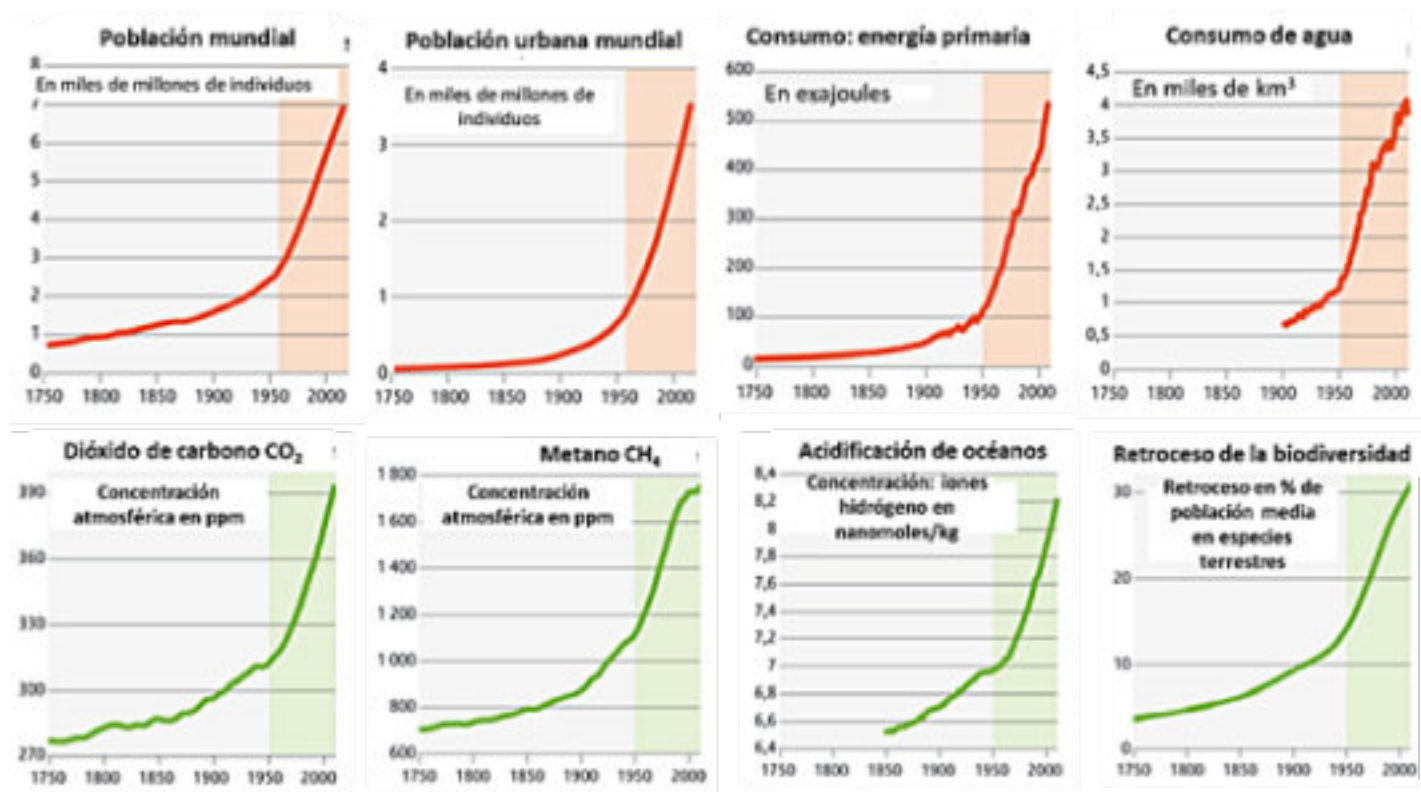 Población mundial
8
En miles de millones de individuos
7
6
5
4
3
2
1
0
1750 1800 1850 1900 1950 2000
Población urbana mundial
4
En miles de millones de
individuos
3
2
1
0
1750 1800 1850 1900 1950 2000
Consumo: energía primaria
600
En exajoules
500
400
300
200
100
0
1750 1800 1850 1900 1950 2000
Consumo de agua
4,5
En miles de km³
4
3,5
3
2,5
2
1,5
1
0,5
0
1750 1800 1850 1900 1950 2000
Dióxido de carbono CO₂
390
Concentración
atmosférica en ppm
360
330
300
270
1750 1800 1850 1900 1950 2000
Metano CH₄
1 800
Concentración
atmosférica en ppm
1 600
1 400
1 200
1 000
800
600
1750 1800 1850 1900 1950 2000
Acidificación de océanos
8,4
Concentración: iones
hidrógeno en
nanomoles/kg
8,2
8
7,8
7,6
7,4
7,2
7
6,8
6,6
6,4
1750 1800 1850 1900 1950 2000
Retroceso de la biodiversidad
30
Retroceso en % de
población media
en especies
terrestres
20
10
0
1750 1800 1850 1900 1950 2000